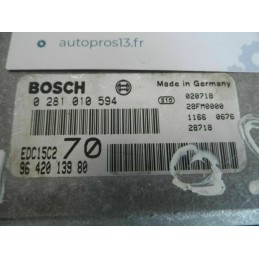 autopros13.fr
BOSCH
Made in Germany
0 281 010 594
S10
020718
28FM0000
1166 0676
28718
EDC15C2 70
96 420 139 80